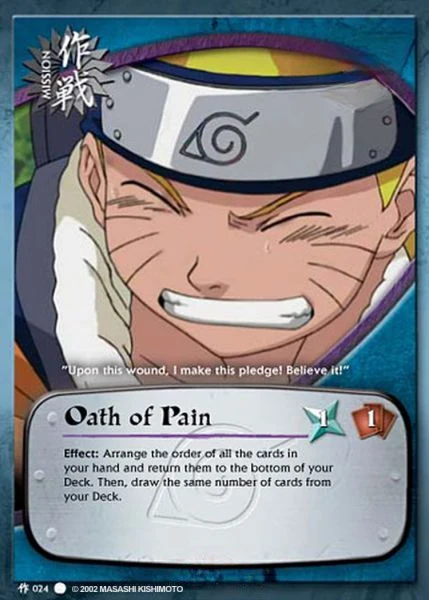 作戦
MISSION
"Upon this wound, I make this pledge! Believe it!"
Oath of Pain
1
1
Effect: Arrange the order of all the cards in
your hand and return them to the bottom of your
Deck. Then, draw the same number of cards from
your Deck.
作 024
© 2002 MASASHI KISHIMOTO